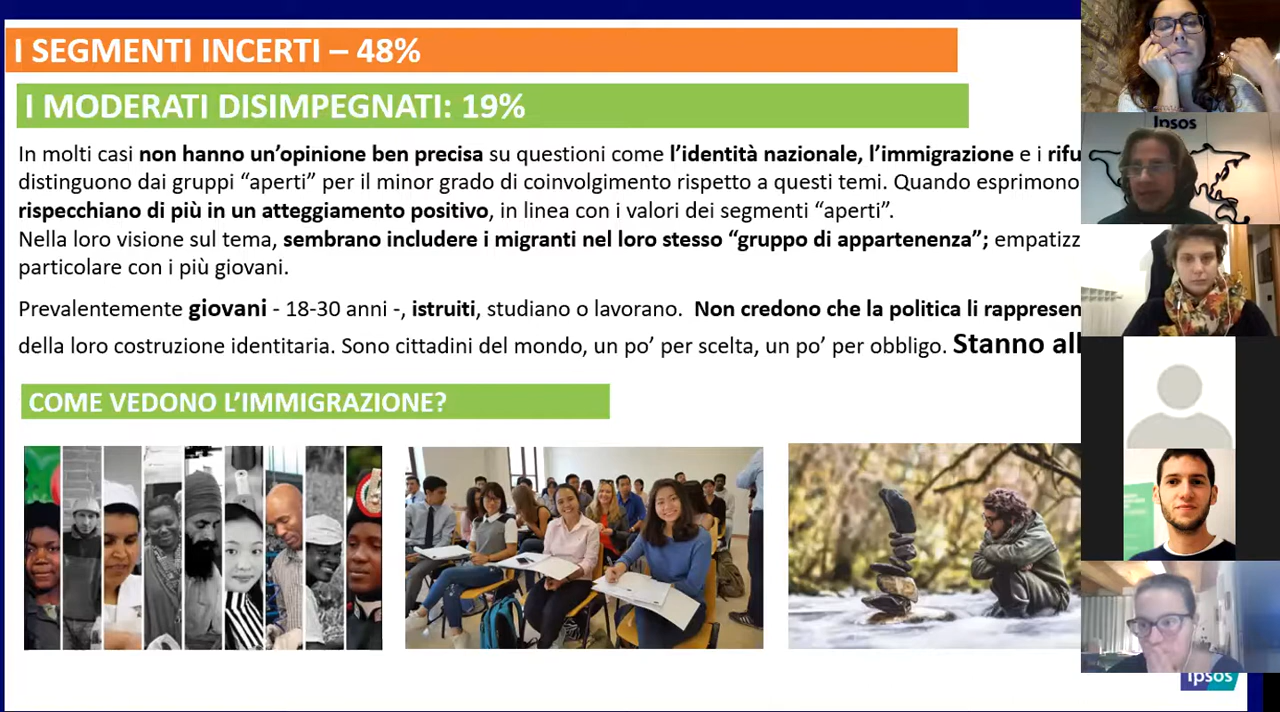 I SEGMENTI INCERTI – 48%
I MODERATI DISIMPEGNATI: 19%
In molti casi non hanno un’opinione ben precisa su questioni come l’identità nazionale, l’immigrazione e i rifu
distinguono dai gruppi “aperti” per il minor grado di coinvolgimento rispetto a questi temi. Quando esprimono
rispecchiano di più in un atteggiamento positivo, in linea con i valori dei segmenti “aperti”.
Nella loro visione sul tema, sembrano includere i migranti nel loro stesso “gruppo di appartenenza”; empatizz
particolare con i più giovani.
Prevalentemente giovani - 18-30 anni -, istruiti, studiano o lavorano. Non credono che la politica li rappresen
della loro costruzione identitaria. Sono cittadini del mondo, un po’ per scelta, un po’ per obbligo. Stanno all
COME VEDONO L’IMMIGRAZIONE?
Ipsos
Ipsos